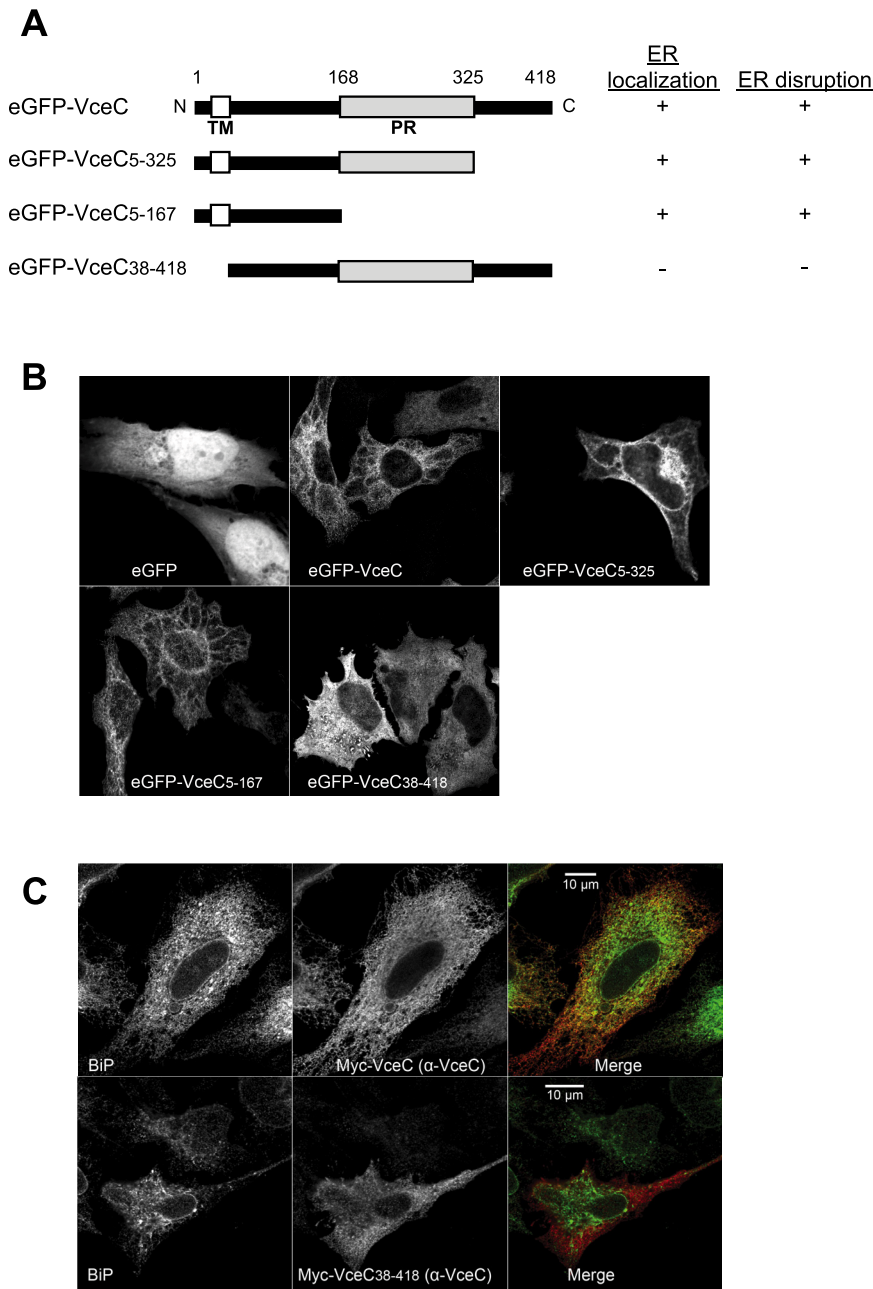 A
1 168 325 418
ER localization
ER disruption
eGFP-VceC N C + +
TM PR
eGFP-VceC5-325 + +
eGFP-VceC5-167 + +
eGFP-VceC38-418 - -
B
eGFP
eGFP-VceC
eGFP-VceC5-325
eGFP-VceC5-167
eGFP-VceC38-418
C
10 µm
BiP
Myc-VceC (α-VceC)
Merge
10 µm
BiP
Myc-VceC38-418 (α-VceC)
Merge